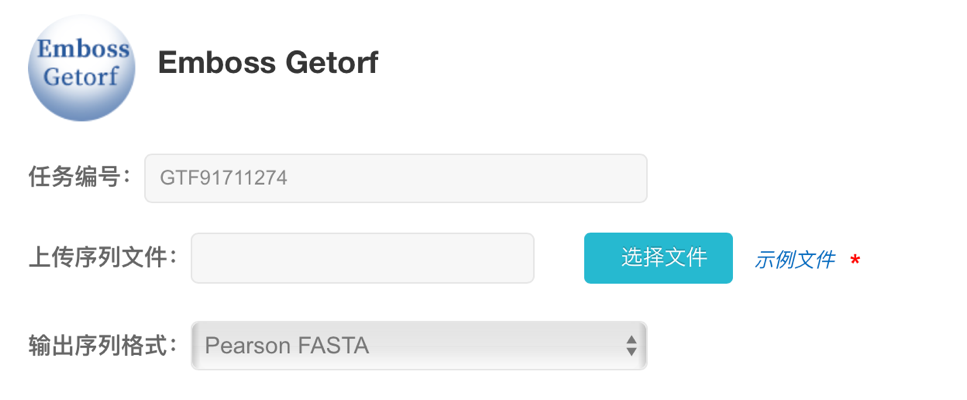 Emboss
Getorf
Emboss Getorf
任务编号： GTF91711274
上传序列文件： 选择文件 示例文件 *
输出序列格式： Pearson FASTA